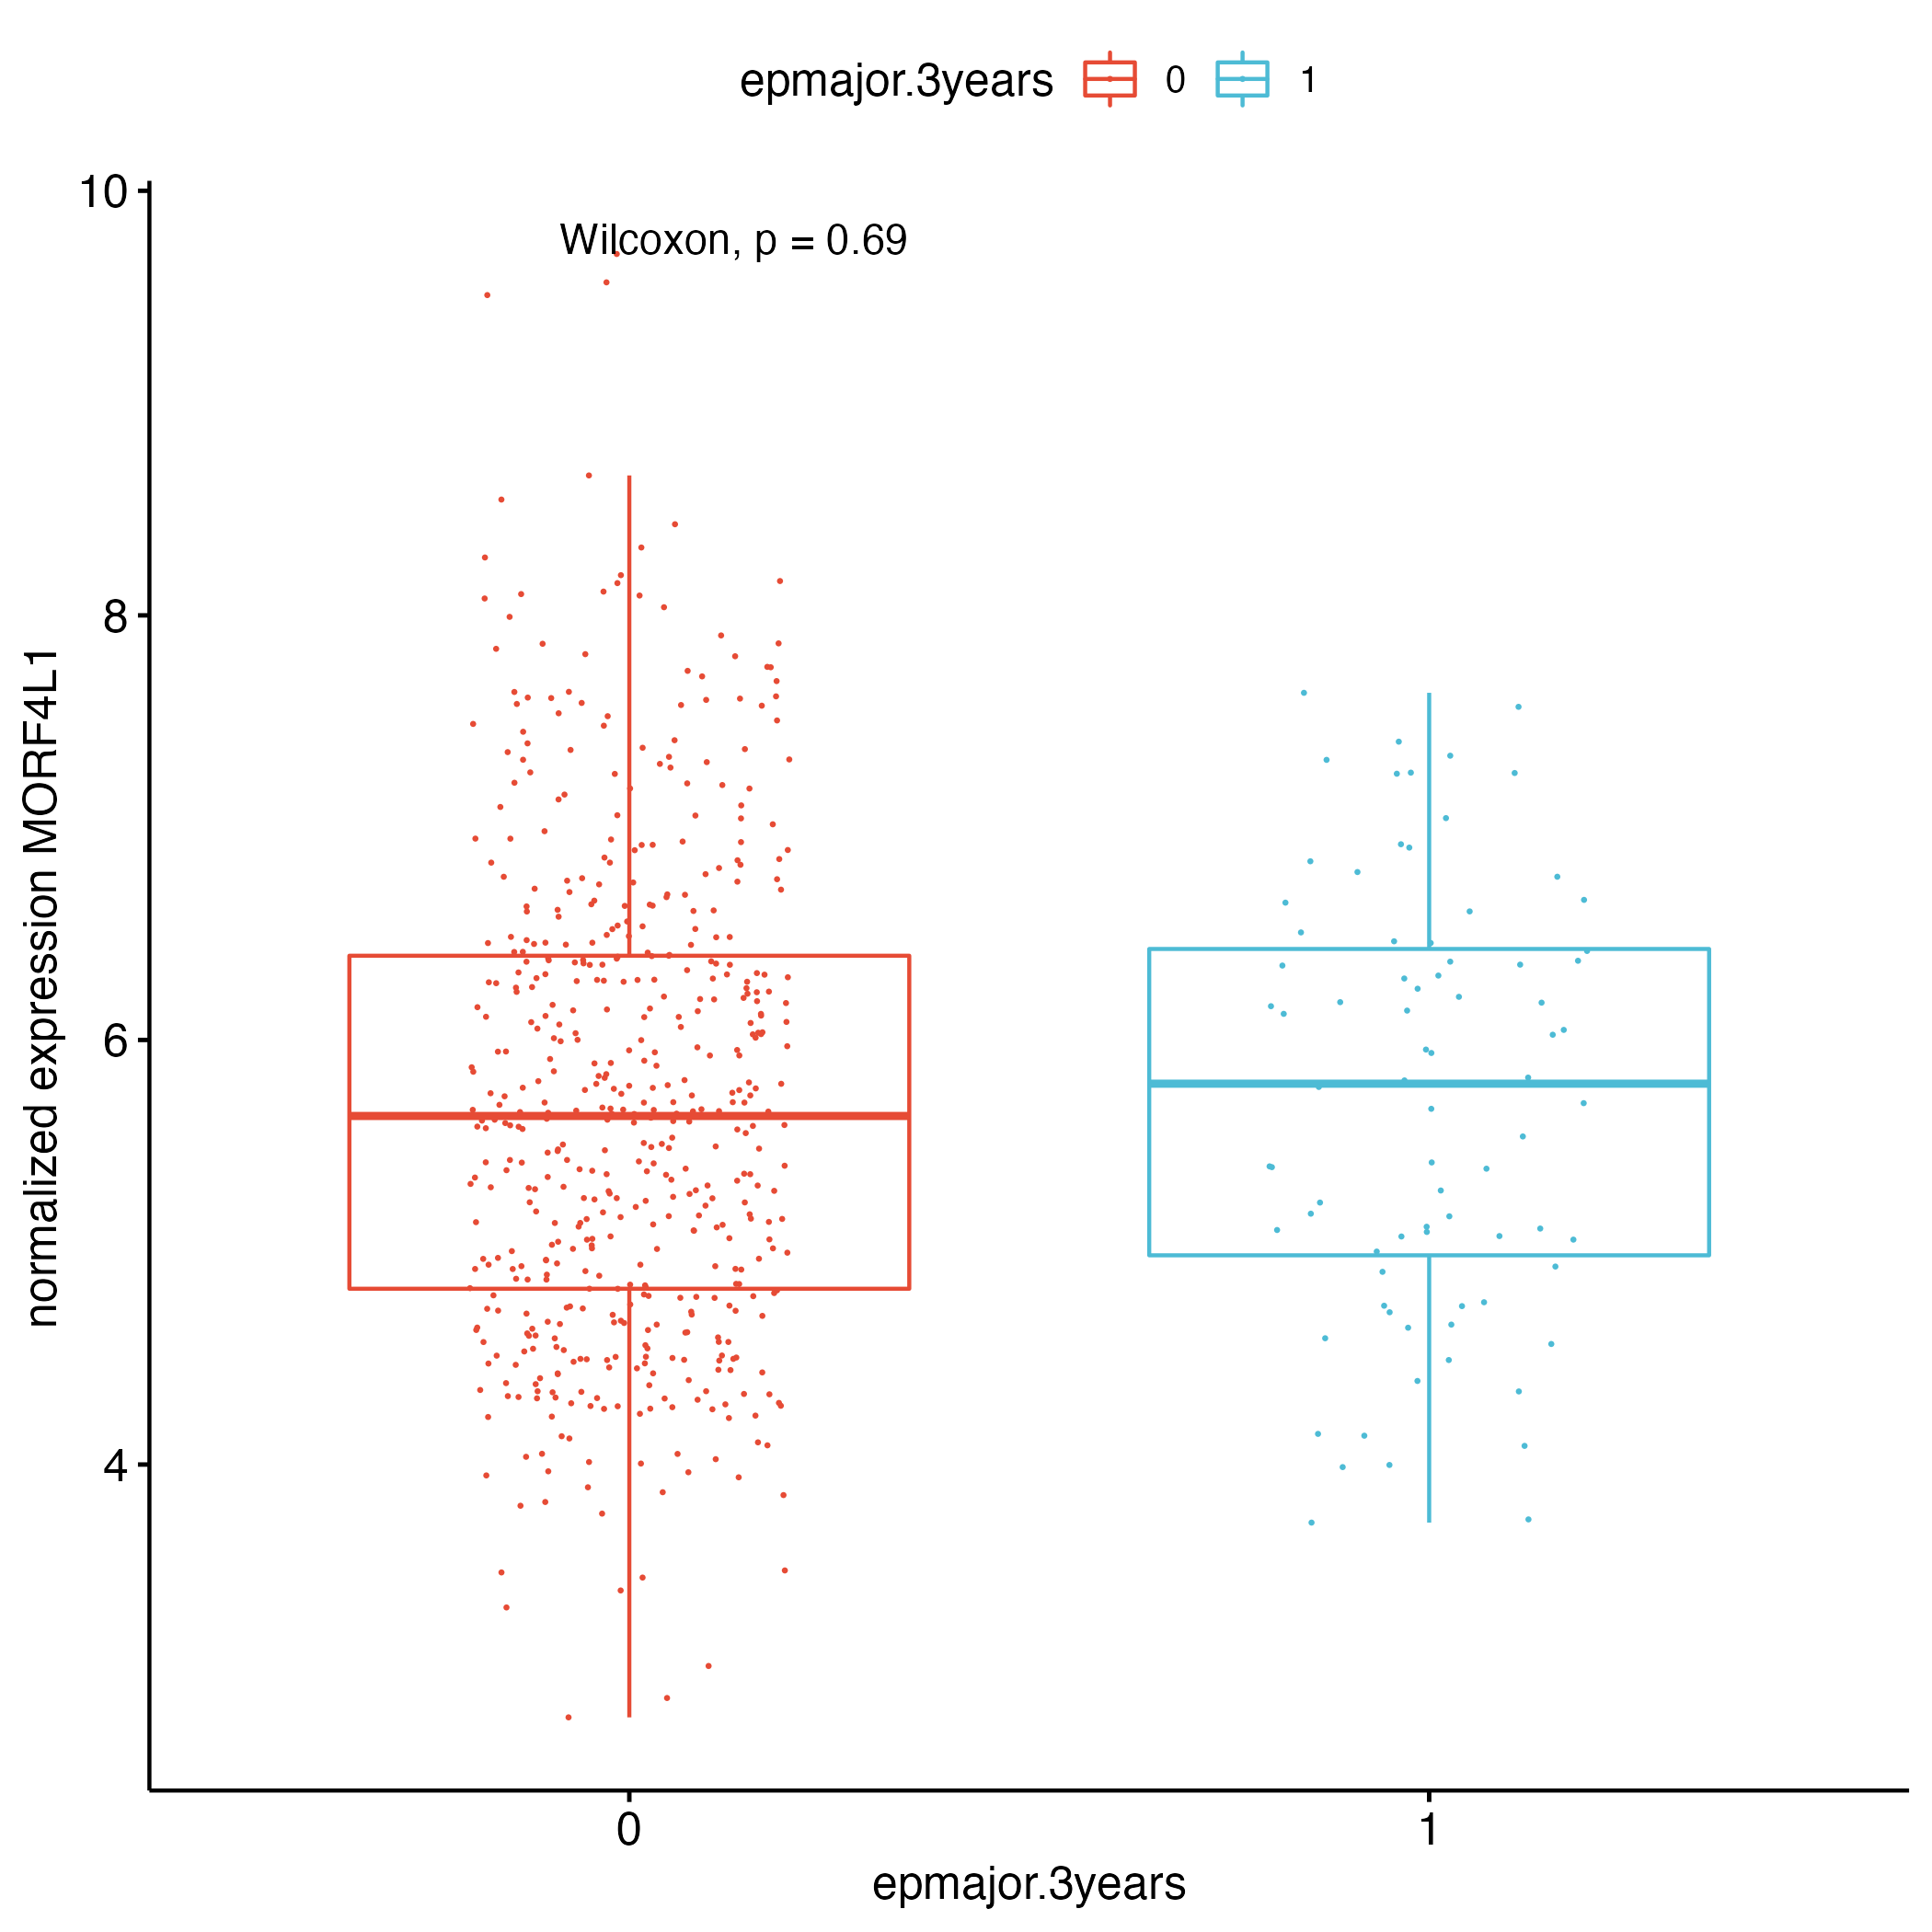 epmajor.3years 0 1
10
Wilcoxon, p = 0.69
8
6
4
normalized expression MORF4L1
0 1
epmajor.3years